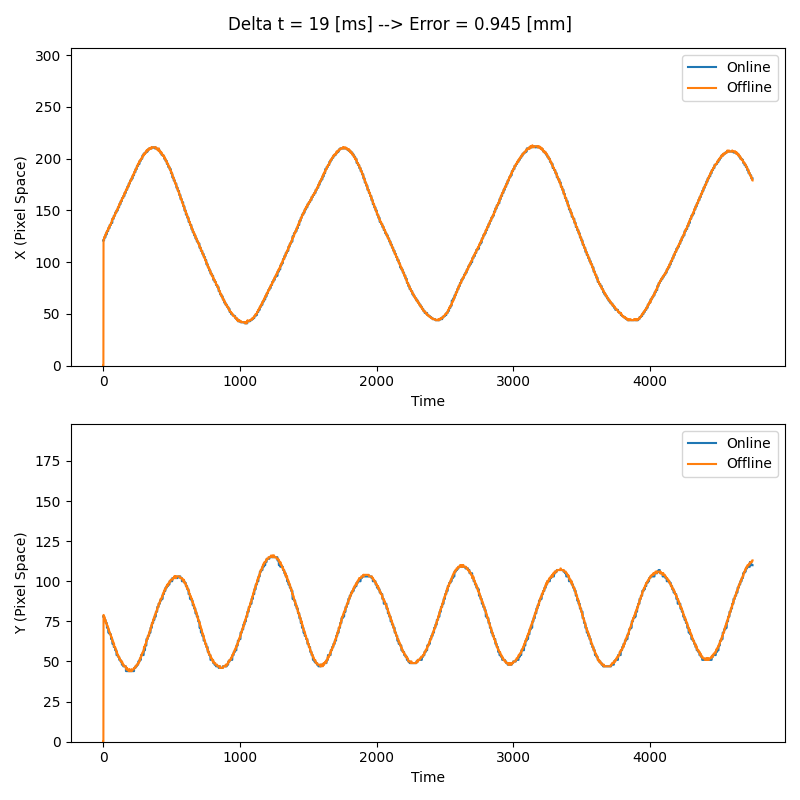 Delta t = 19 [ms] --> Error = 0.945 [mm]
300
250
200
150
100
50
0
X (Pixel Space)
Online
Offline
0 1000 2000 3000 4000
Time
175
150
125
100
75
50
25
0
Y (Pixel Space)
Online
Offline
0 1000 2000 3000 4000
Time